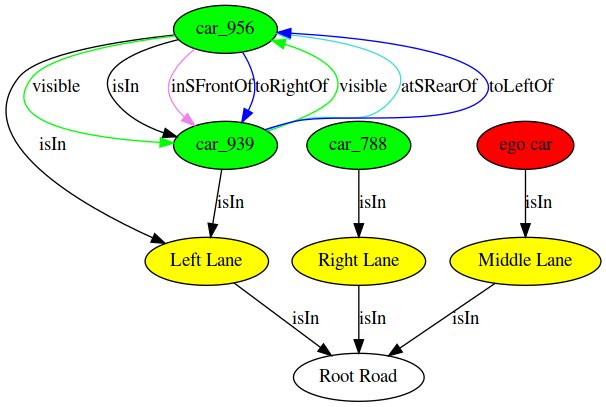 car_956
visible
isIn
inSFrontOf
toRightOf
visible
atSRearOf
toLeftOf
isIn
car_939
car_788
ego car
isIn
isIn
isIn
Left Lane
Right Lane
Middle Lane
isIn
isIn
isIn
Root Road